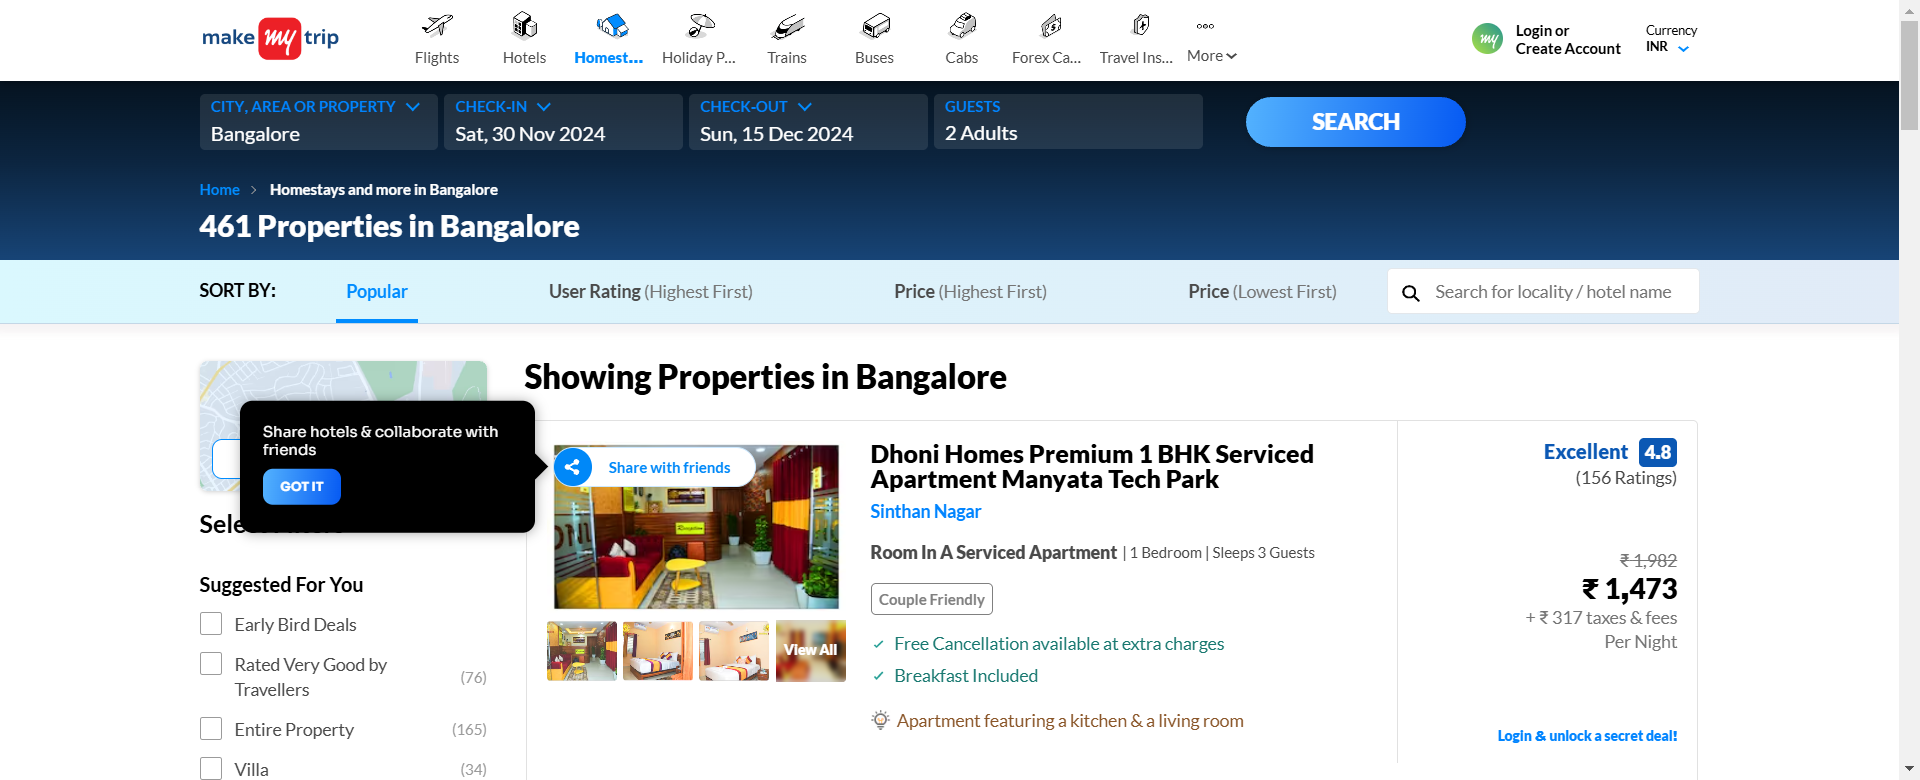 make my trip
Flights
Hotels
Homest...
Holiday P...
Trains
Buses
Cabs
Forex Ca...
Travel Ins...
More
my
Login or
Create Account
Currency
INR
CITY, AREA OR PROPERTY
Bangalore
CHECK-IN
Sat, 30 Nov 2024
CHECK-OUT
Sun, 15 Dec 2024
GUESTS
2 Adults
SEARCH
Home > Homestays and more in Bangalore
461 Properties in Bangalore
SORT BY:
Popular
User Rating (Highest First)
Price (Highest First)
Price (Lowest First)
Search for locality / hotel name
Share hotels & collaborate with
friends
GOT IT
Suggested For You
Early Bird Deals
Rated Very Good by
Travellers
(76)
Entire Property
(165)
Villa
(34)
Showing Properties in Bangalore
Share with friends
View All
Dhoni Homes Premium 1 BHK Serviced
Apartment Manyata Tech Park
Sinthan Nagar
Room In A Serviced Apartment | 1 Bedroom | Sleeps 3 Guests
Couple Friendly
Free Cancellation available at extra charges
Breakfast Included
Apartment featuring a kitchen & a living room
Excellent 4.8
(156 Ratings)
₹ 1,982
₹ 1,473
+ ₹ 317 taxes & fees
Per Night
Login & unlock a secret deal!